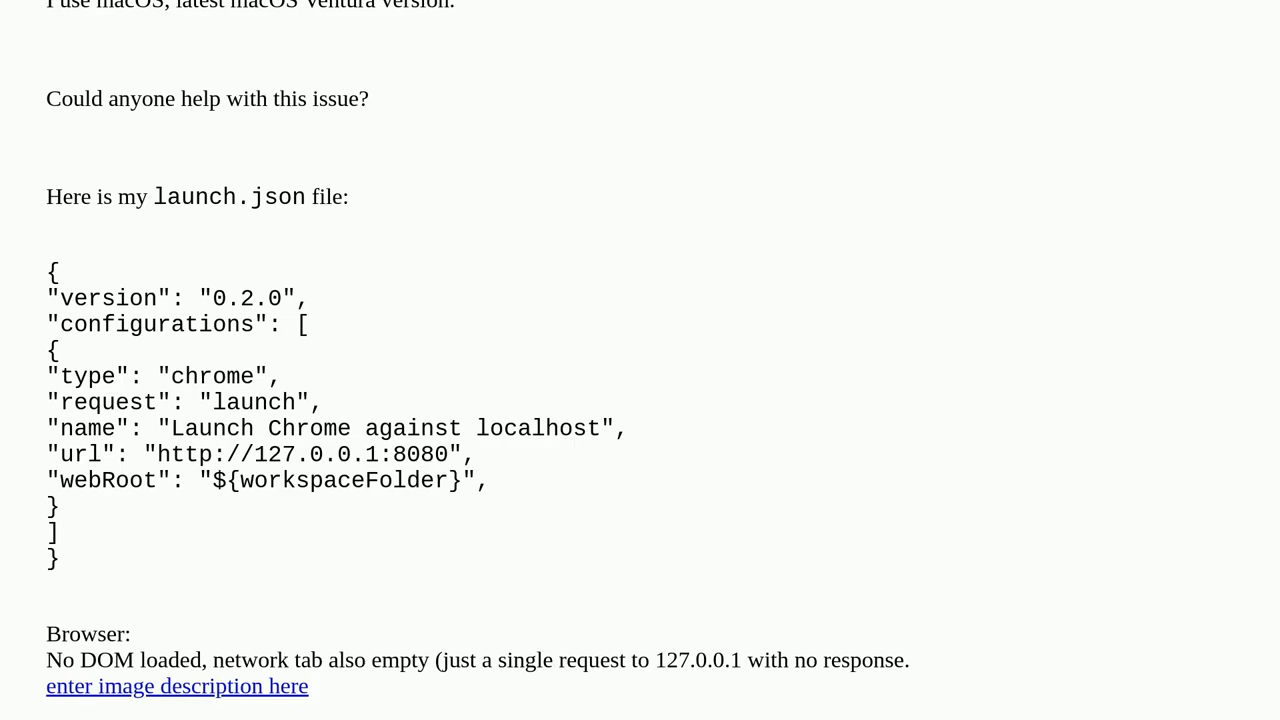 I use macOS, latest macOS Ventura version.
Could anyone help with this issue?
Here is my launch.json file:
{
"version": "0.2.0",
"configurations": [
{
"type": "chrome",
"request": "launch",
"name": "Launch Chrome against localhost",
"url": "http://127.0.0.1:8080",
"webRoot": "${workspaceFolder}",
}
]
}
Browser:
No DOM loaded, network tab also empty (just a single request to 127.0.0.1 with no response.
enter image description here